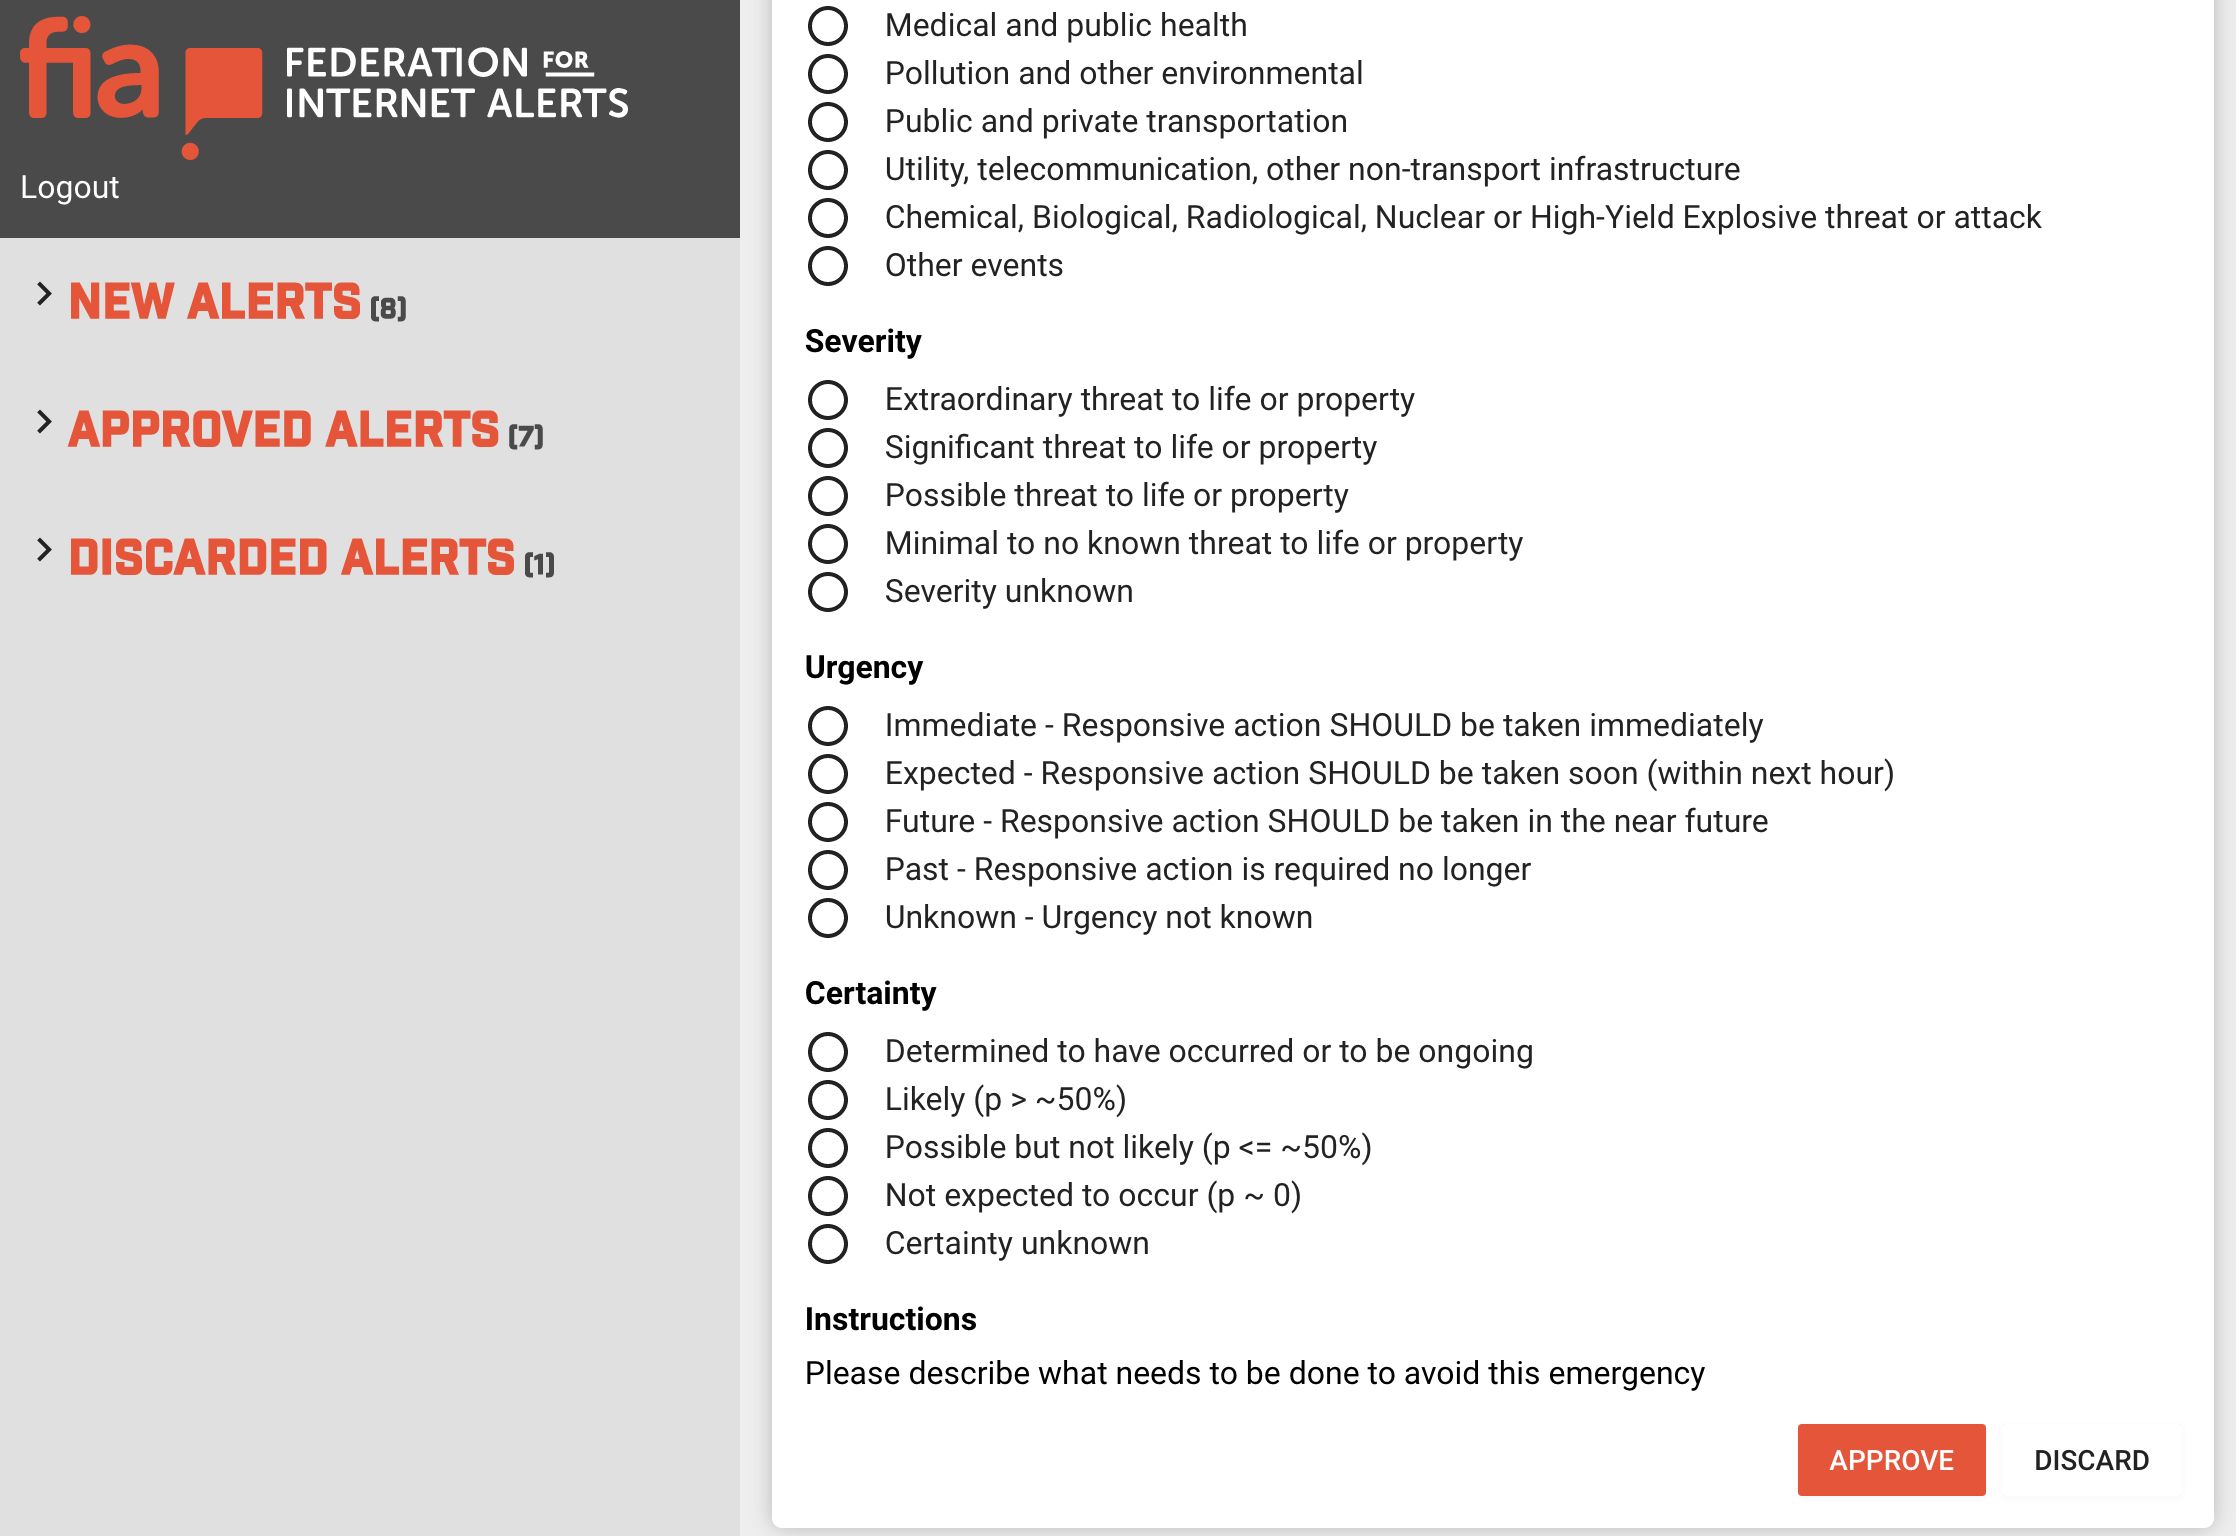 fia FEDERATION FOR
INTERNET ALERTS
Logout
NEW ALERTS (8)
APPROVED ALERTS (7)
DISCARDED ALERTS (1)
Medical and public health
Pollution and other environmental
Public and private transportation
Utility, telecommunication, other non-transport infrastructure
Chemical, Biological, Radiological, Nuclear or High-Yield Explosive threat or attack
Other events
Severity
Extraordinary threat to life or property
Significant threat to life or property
Possible threat to life or property
Minimal to no known threat to life or property
Severity unknown
Urgency
Immediate - Responsive action SHOULD be taken immediately
Expected - Responsive action SHOULD be taken soon (within next hour)
Future - Responsive action SHOULD be taken in the near future
Past - Responsive action is required no longer
Unknown - Urgency not known
Certainty
Determined to have occurred or to be ongoing
Likely (p > ~50%)
Possible but not likely (p <= ~50%)
Not expected to occur (p ~ 0)
Certainty unknown
Instructions
Please describe what needs to be done to avoid this emergency
APPROVE DISCARD